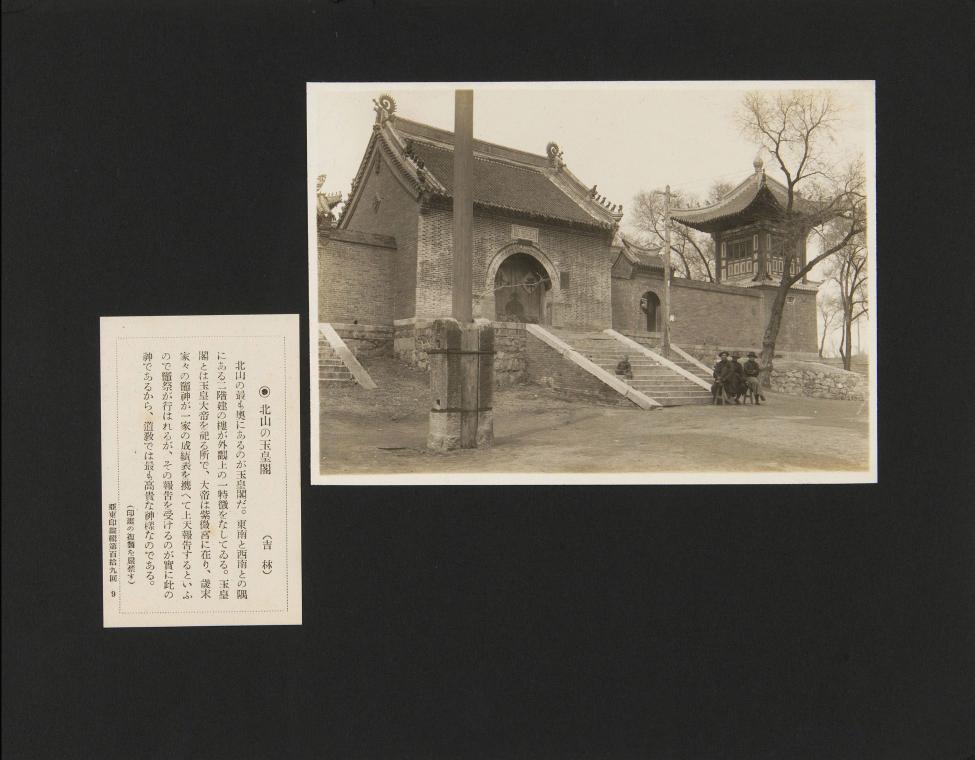 ◉ 北山の玉皇閣
(吉林)
北山の最も奧にあるのが玉皇閣だ。東南と西南との隅
にある二階建の樓が外觀上の一特徵をなしてゐる。玉皇
閣とは玉皇大帝を祀る所で、大帝は紫微宮に在り、歲末
家々の竈神が一家の成績表を携へて上天報告するといふ
ので竈祭が行はれるが、その報告を受けるのが實に此の
神であるから、道敎では最も高貴な神樣なのである。
(印畫の複製を嚴禁す)
亞東印畫輯第百拾九回 9